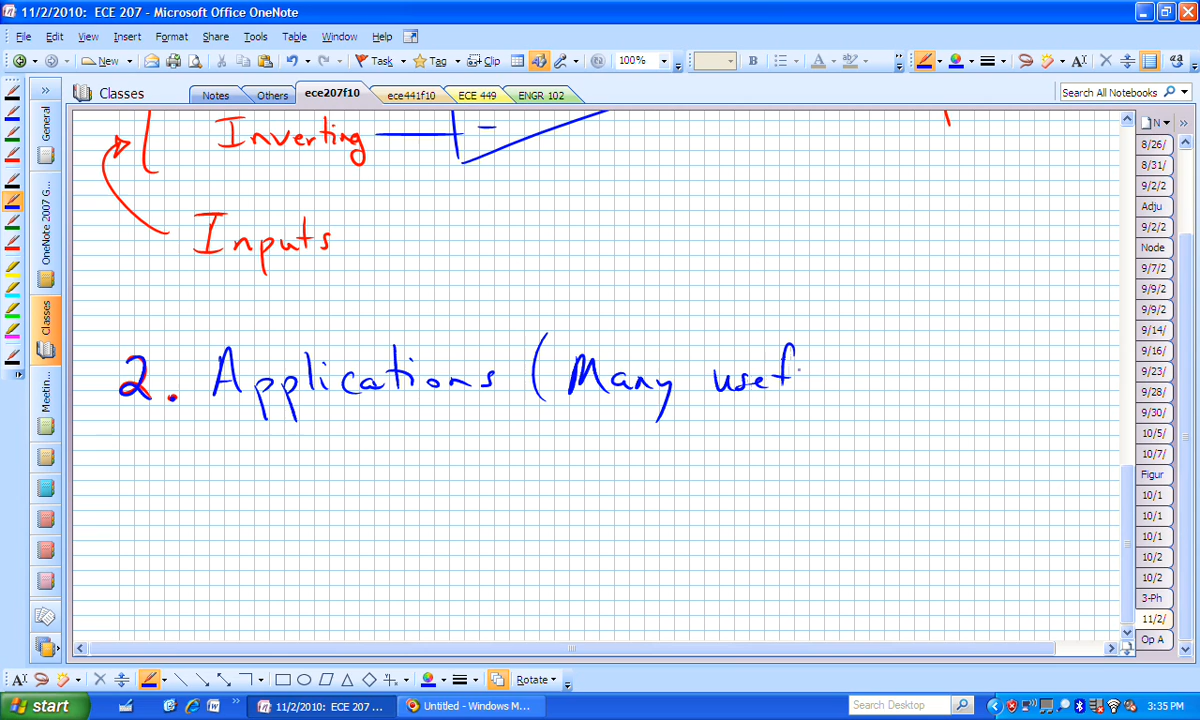 11/2/2010: ECE 207 - Microsoft Office OneNote
File Edit View Insert Format Share Tools Table Window Help
New Task Tag Clip 100% B A ab
Classes Notes Others ece207f10 ece441f10 ECE 449 ENGR 102 Search All Notebooks
N
General
OneNote 2007 G...
Classes
Meetin...
Inverting −
Inputs
2. Applications (Many usef
8/26/
8/31/
9/2/2
Adju
9/2/2
Node
9/7/2
9/9/2
9/9/2
9/14/
9/16/
9/23/
9/28/
9/30/
10/5/
10/7/
Figur
10/1
10/1
10/1
10/2
10/2
3-Ph
11/2/
Op A
Rotate
start 11/2/2010: ECE 207 ... Untitled - Windows M... Search Desktop 3:35 PM